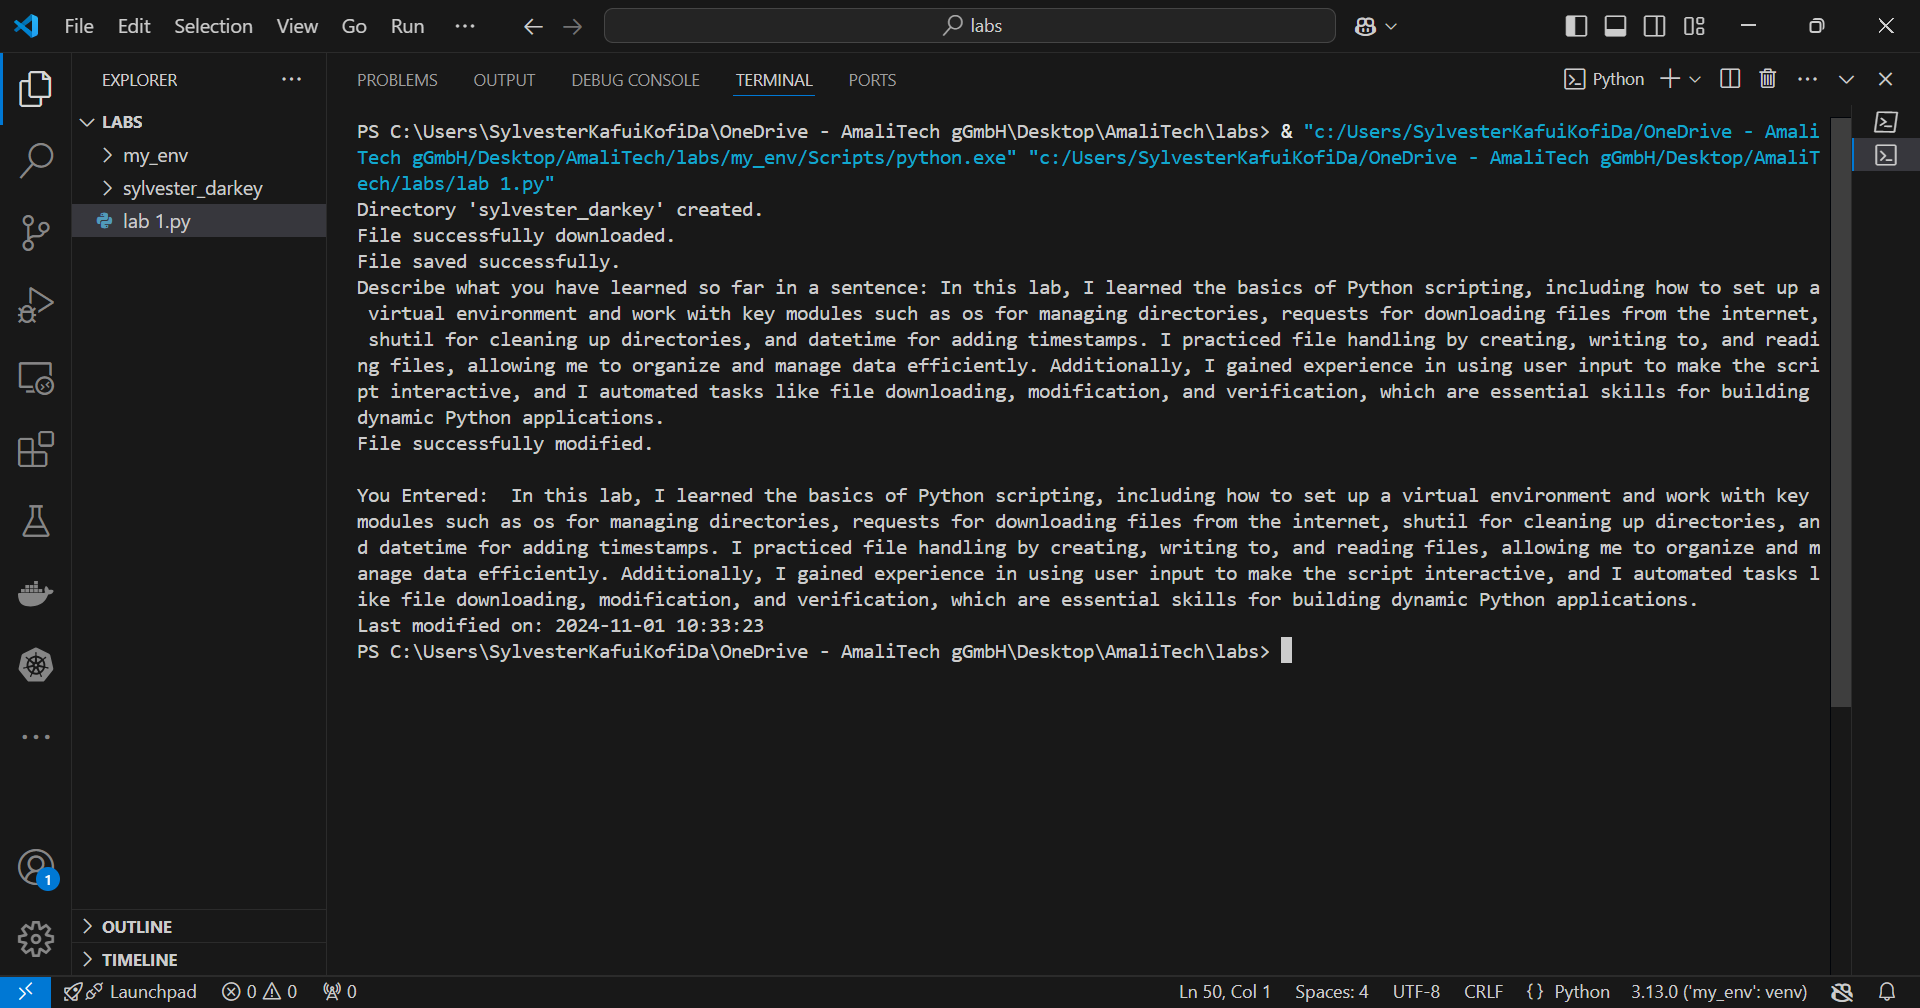 File Edit Selection View Go Run ··· labs
EXPLORER ···
LABS
my_env
sylvester_darkey
lab 1.py
PROBLEMS OUTPUT DEBUG CONSOLE TERMINAL PORTS Python ···
PS C:\Users\SylvesterKafuiKofiDa\OneDrive - AmaliTech gGmbH\Desktop\AmaliTech\labs> & "c:/Users/SylvesterKafuiKofiDa/OneDrive - Amali
Tech gGmbH/Desktop/AmaliTech/labs/my_env/Scripts/python.exe" "c:/Users/SylvesterKafuiKofiDa/OneDrive - AmaliTech gGmbH/Desktop/AmaliT
ech/labs/lab 1.py"
Directory 'sylvester_darkey' created.
File successfully downloaded.
File saved successfully.
Describe what you have learned so far in a sentence: In this lab, I learned the basics of Python scripting, including how to set up a
virtual environment and work with key modules such as os for managing directories, requests for downloading files from the internet,
shutil for cleaning up directories, and datetime for adding timestamps. I practiced file handling by creating, writing to, and readi
ng files, allowing me to organize and manage data efficiently. Additionally, I gained experience in using user input to make the scri
pt interactive, and I automated tasks like file downloading, modification, and verification, which are essential skills for building
dynamic Python applications.
File successfully modified.
You Entered:  In this lab, I learned the basics of Python scripting, including how to set up a virtual environment and work with key
modules such as os for managing directories, requests for downloading files from the internet, shutil for cleaning up directories, an
d datetime for adding timestamps. I practiced file handling by creating, writing to, and reading files, allowing me to organize and m
anage data efficiently. Additionally, I gained experience in using user input to make the script interactive, and I automated tasks l
ike file downloading, modification, and verification, which are essential skills for building dynamic Python applications.
Last modified on: 2024-11-01 10:33:23
PS C:\Users\SylvesterKafuiKofiDa\OneDrive - AmaliTech gGmbH\Desktop\AmaliTech\labs>
1
OUTLINE
TIMELINE
Launchpad 0 0 0 Ln 50, Col 1 Spaces: 4 UTF-8 CRLF {} Python 3.13.0 ('my_env': venv)